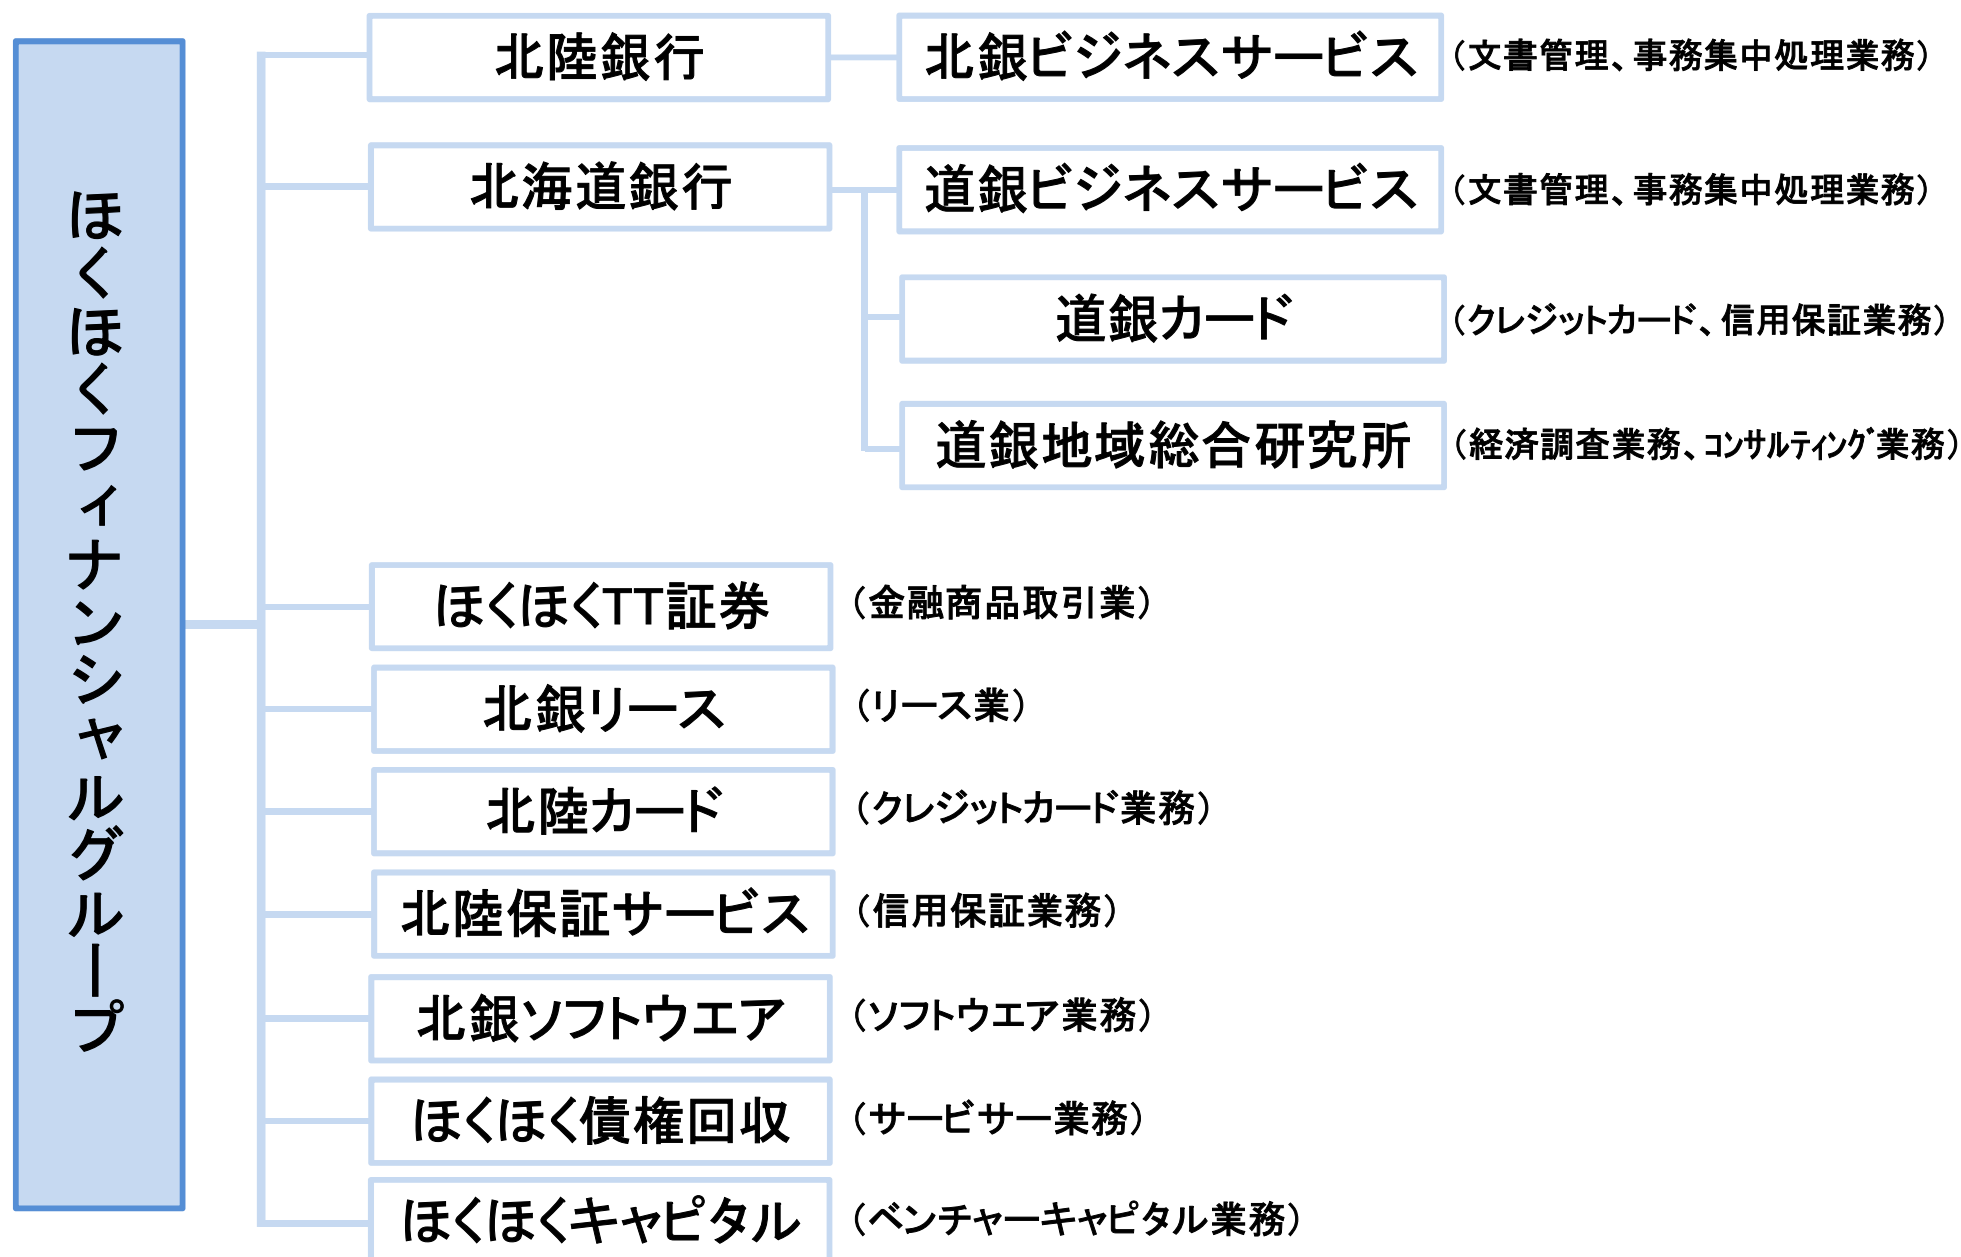 ほくほくフィナンシャルグループ
北陸銀行
北銀ビジネスサービス
（文書管理、事務集中処理業務）
北海道銀行
道銀ビジネスサービス
（文書管理、事務集中処理業務）
道銀カード
（クレジットカード、信用保証業務）
道銀地域総合研究所
（経済調査業務、ｺﾝｻﾙﾃｨﾝｸﾞ業務）
ほくほくTT証券
（金融商品取引業）
北銀リース
（リース業）
北陸カード
（クレジットカード業務）
北陸保証サービス
（信用保証業務）
北銀ソフトウエア
（ソフトウエア業務）
ほくほく債権回収
（サービサー業務）
ほくほくキャピタル
（ベンチャーキャピタル業務）